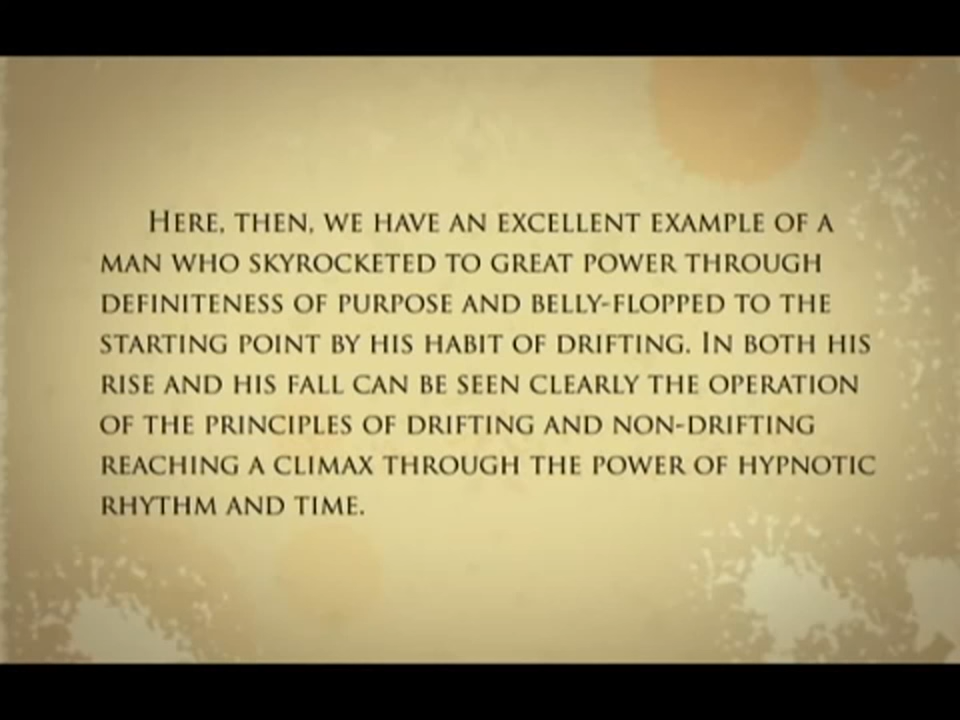 Here, then, we have an excellent example of a
man who skyrocketed to great power through
definiteness of purpose and belly-flopped to the
starting point by his habit of drifting. In both his
rise and his fall can be seen clearly the operation
of the principles of drifting and non-drifting
reaching a climax through the power of hypnotic
rhythm and time.